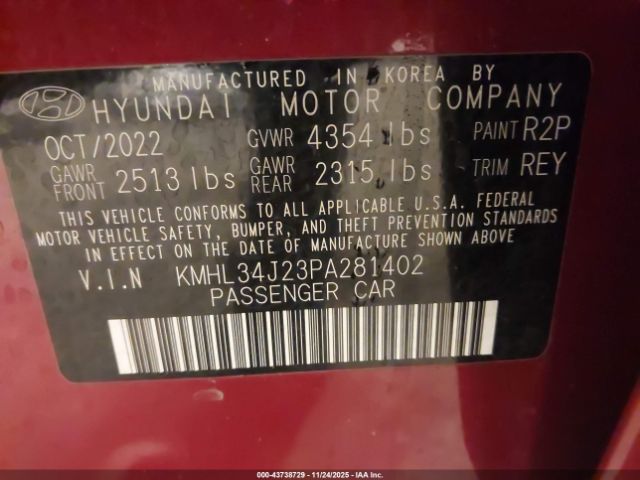 MANUFACTURED IN KOREA BY
HYUNDAI MOTOR COMPANY
OCT/2022 GVWR 4354 lbs PAINT R2P
GAWR FRONT 2513 lbs GAWR REAR 2315 lbs TRIM REY
THIS VEHICLE CONFORMS TO ALL APPLICABLE U.S.A. FEDERAL
MOTOR VEHICLE SAFETY, BUMPER, AND THEFT PREVENTION STANDARDS
IN EFFECT ON THE DATE OF MANUFACTURE SHOWN ABOVE.
V.I.N KMHL34J23PA281402
PASSENGER CAR
000-43738729 - 11/24/2025 - IAA Inc.